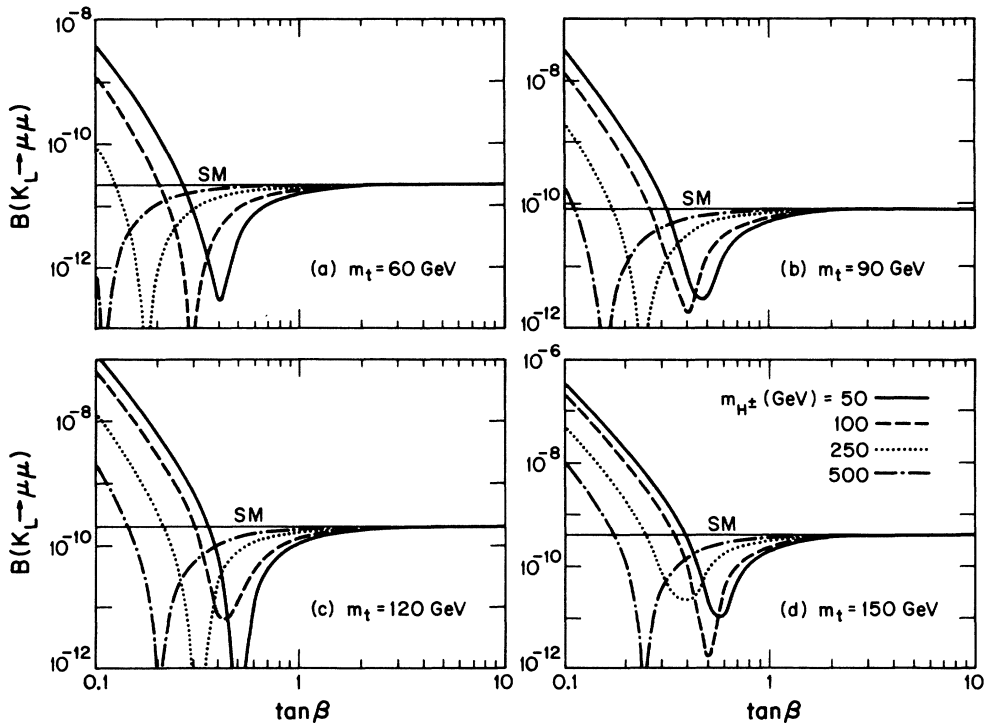 10⁻⁸
10⁻¹⁰
10⁻¹²
B(K_L→μμ)
SM
(a) m_t = 60 GeV
10⁻⁸
10⁻¹⁰
10⁻¹²
SM
(b) m_t = 90 GeV
10⁻⁸
10⁻¹⁰
10⁻¹²
B(K_L→μμ)
SM
(c) m_t = 120 GeV
0.1
1
10
tanβ
10⁻⁶
10⁻⁸
10⁻¹⁰
10⁻¹²
m_H± (GeV) = 50
100
250
500
SM
(d) m_t = 150 GeV
0.1
1
10
tanβ